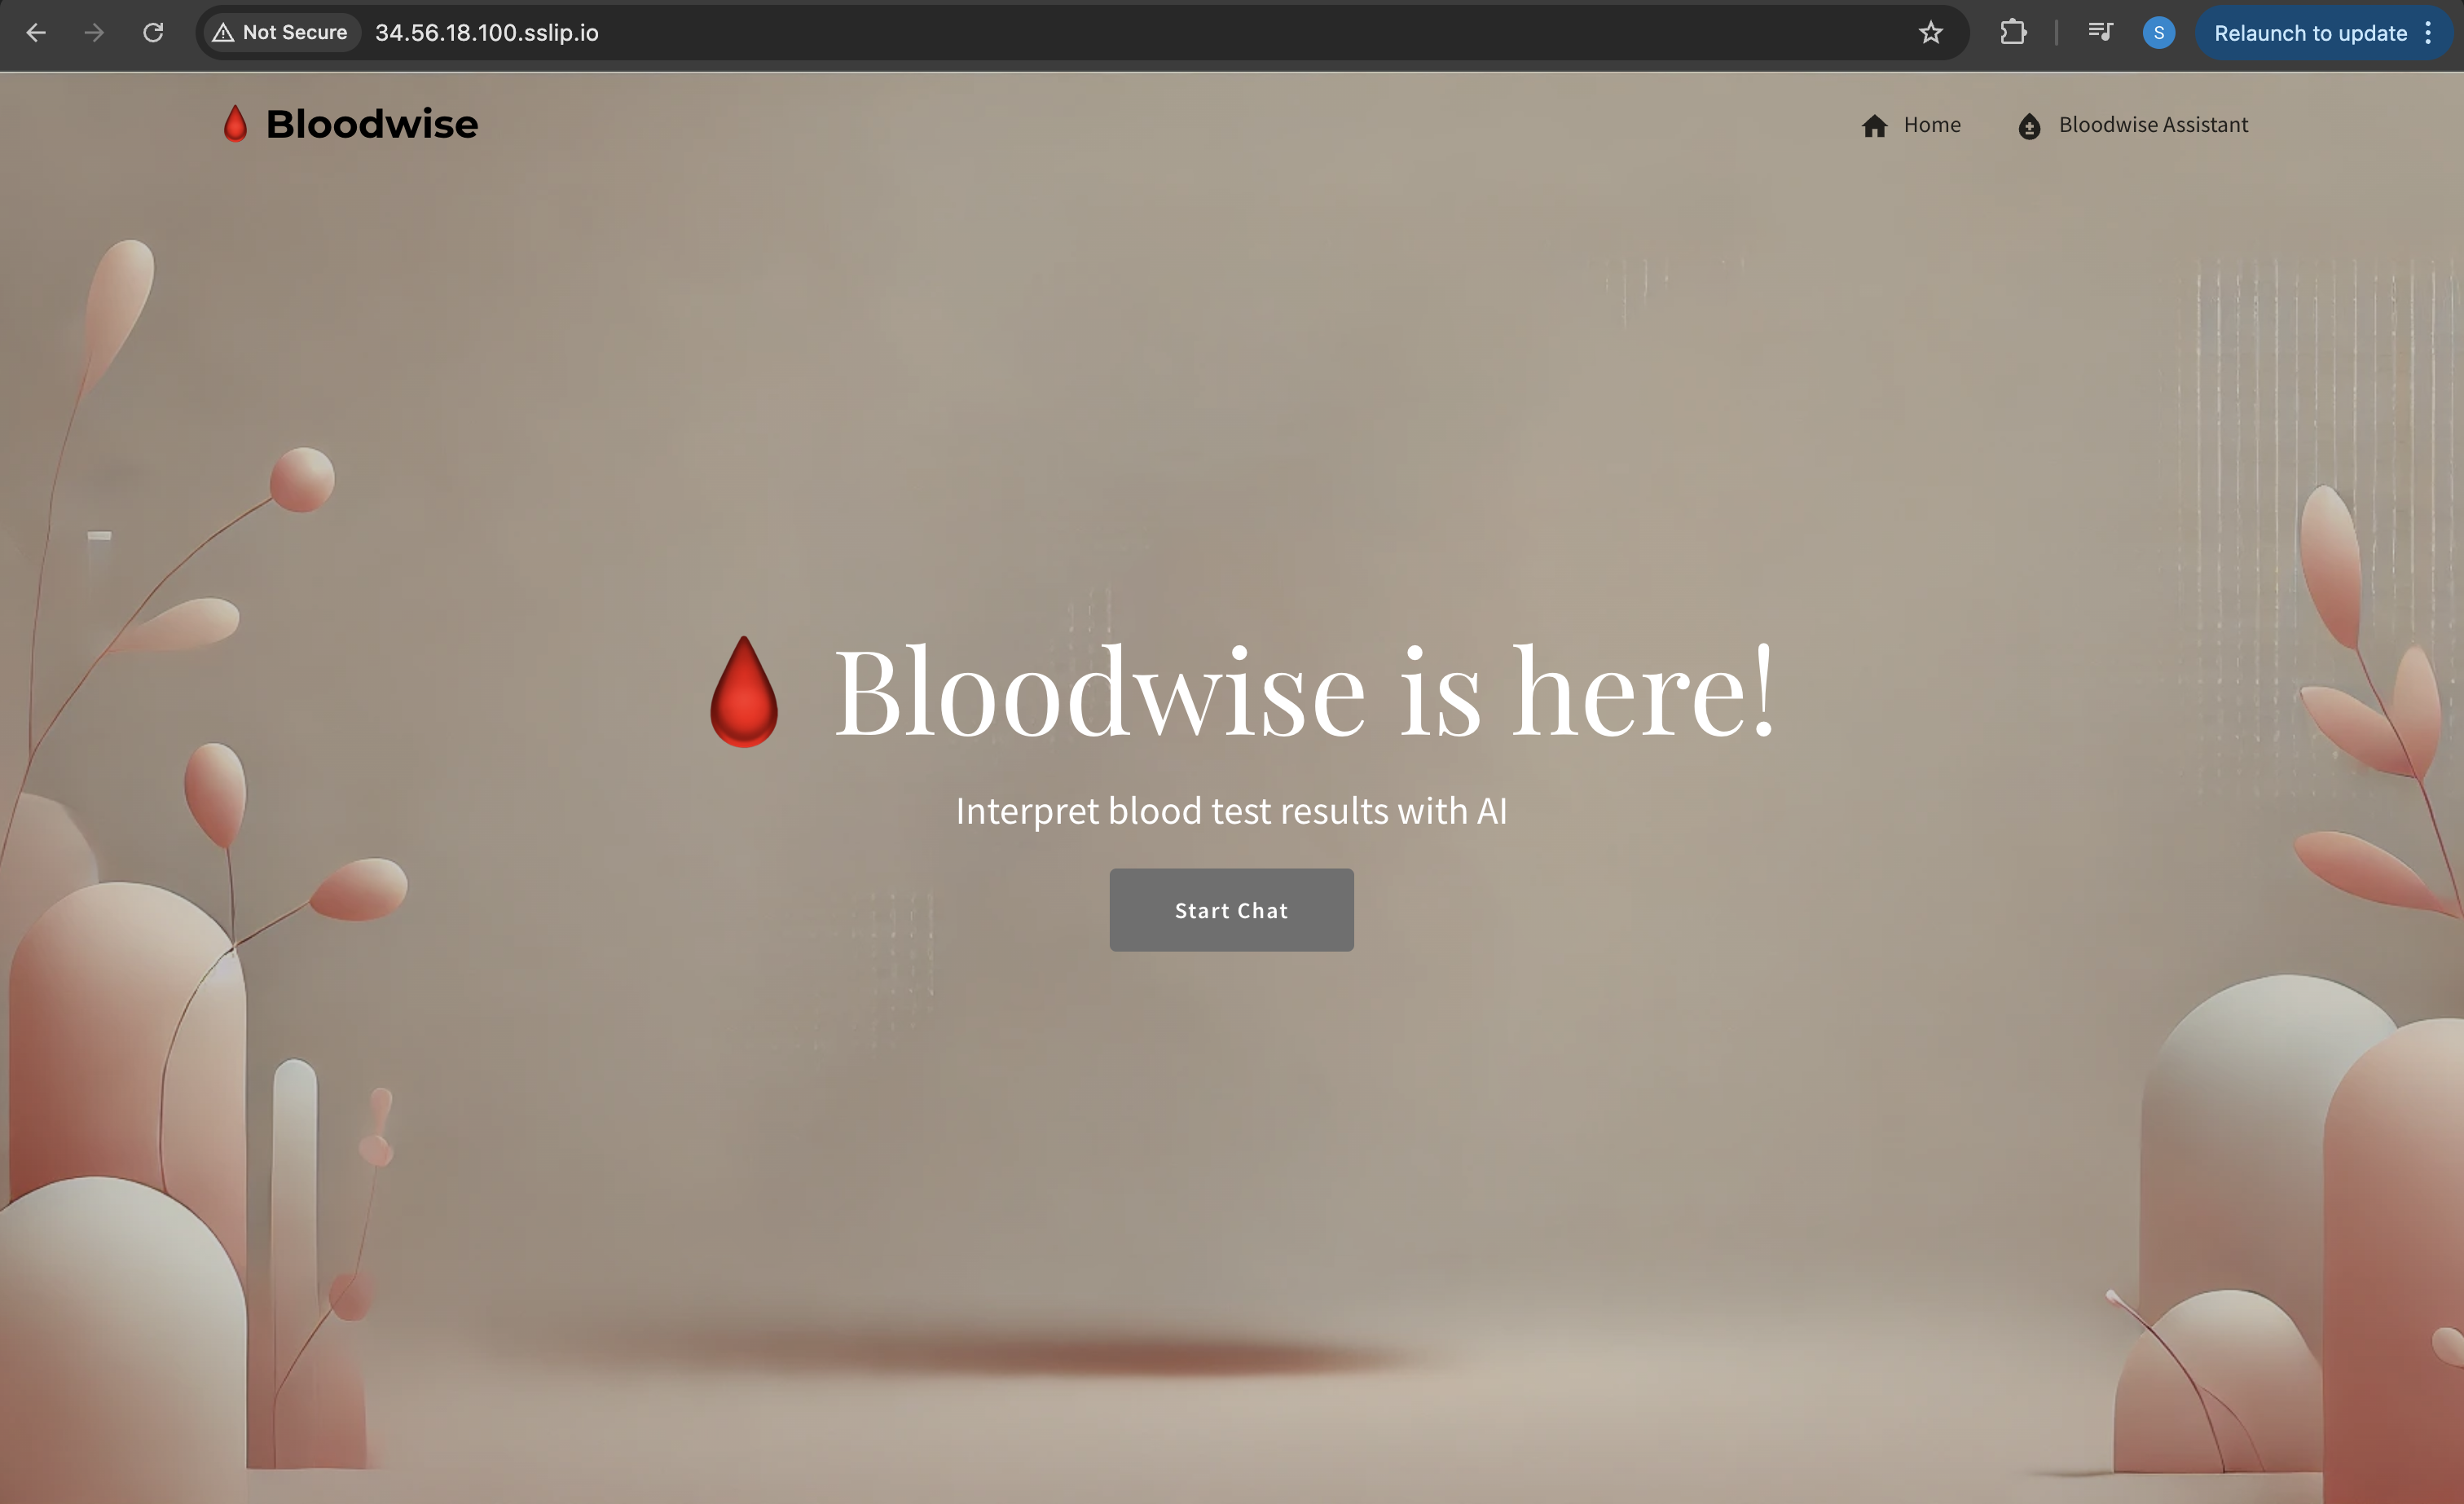 Not Secure 34.56.18.100.sslip.io S Relaunch to update
Bloodwise Home Bloodwise Assistant
Bloodwise is here!
Interpret blood test results with AI
Start Chat